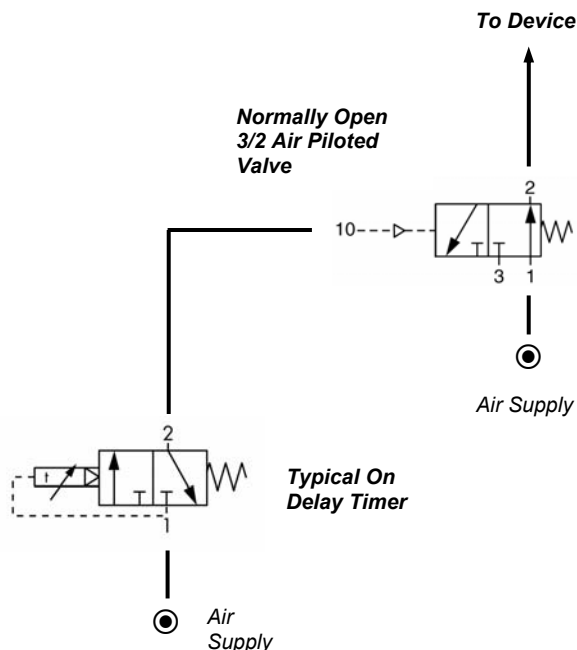 To Device
Normally Open
3/2 Air Piloted
Valve
2
10
3 1
Air Supply
2
t
Typical On
Delay Timer
Air
Supply